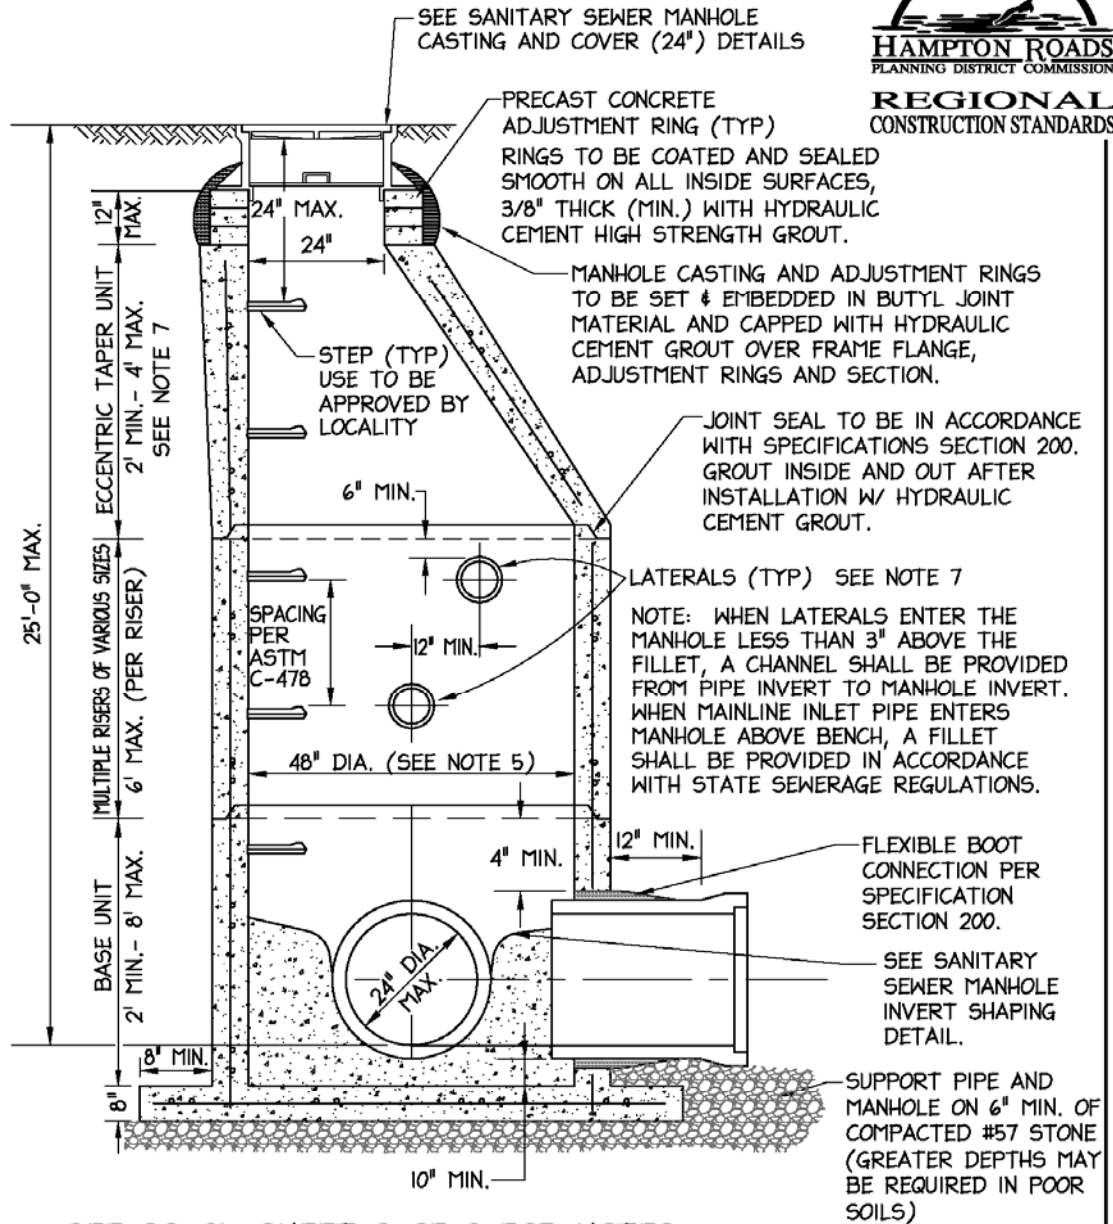 SEE SANITARY SEWER MANHOLE
CASTING AND COVER (24") DETAILS
HAMPTON ROADS
PLANNING DISTRICT COMMISSION
REGIONAL
CONSTRUCTION STANDARDS
PRECAST CONCRETE
ADJUSTMENT RING (TYP)
RINGS TO BE COATED AND SEALED
SMOOTH ON ALL INSIDE SURFACES,
3/8" THICK (MIN.) WITH HYDRAULIC
CEMENT HIGH STRENGTH GROUT.
12"
MAX.
24" MAX.
24"
MANHOLE CASTING AND ADJUSTMENT RINGS
TO BE SET & EMBEDDED IN BUTYL JOINT
MATERIAL AND CAPPED WITH HYDRAULIC
CEMENT GROUT OVER FRAME FLANGE,
ADJUSTMENT RINGS AND SECTION.
ECCENTRIC TAPER UNIT
2' MIN.- 4' MAX.
SEE NOTE 7
STEP (TYP)
USE TO BE
APPROVED BY
LOCALITY
JOINT SEAL TO BE IN ACCORDANCE
WITH SPECIFICATIONS SECTION 200.
GROUT INSIDE AND OUT AFTER
INSTALLATION W/ HYDRAULIC
CEMENT GROUT.
6" MIN.
25'-0" MAX.
MULTIPLE RISERS OF VARIOUS SIZES
6' MAX. (PER RISER)
LATERALS (TYP) SEE NOTE 7
SPACING
PER
ASTM
C-478
12" MIN.
NOTE: WHEN LATERALS ENTER THE
MANHOLE LESS THAN 3" ABOVE THE
FILLET, A CHANNEL SHALL BE PROVIDED
FROM PIPE INVERT TO MANHOLE INVERT.
WHEN MAINLINE INLET PIPE ENTERS
MANHOLE ABOVE BENCH, A FILLET
SHALL BE PROVIDED IN ACCORDANCE
WITH STATE SEWERAGE REGULATIONS.
48" DIA. (SEE NOTE 5)
BASE UNIT
2' MIN.- 8' MAX.
4" MIN.
12" MIN.
FLEXIBLE BOOT
CONNECTION PER
SPECIFICATION
SECTION 200.
24" DIA.
MAX
SEE SANITARY
SEWER MANHOLE
INVERT SHAPING
DETAIL.
8" MIN.
8"
SUPPORT PIPE AND
MANHOLE ON 6" MIN. OF
COMPACTED #57 STONE
(GREATER DEPTHS MAY
BE REQUIRED IN POOR
SOILS)
10" MIN.